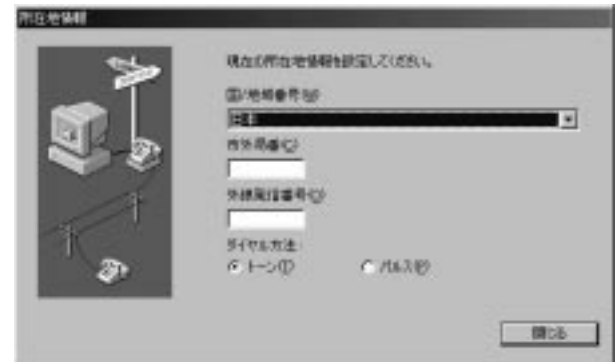 所在地情報
現在の所在地情報を設定してください。
国/地域番号(W)
日本
市外局番(C)
外線発信番号(O)
ダイヤル方法:
トーン(T) パルス(P)
閉じる